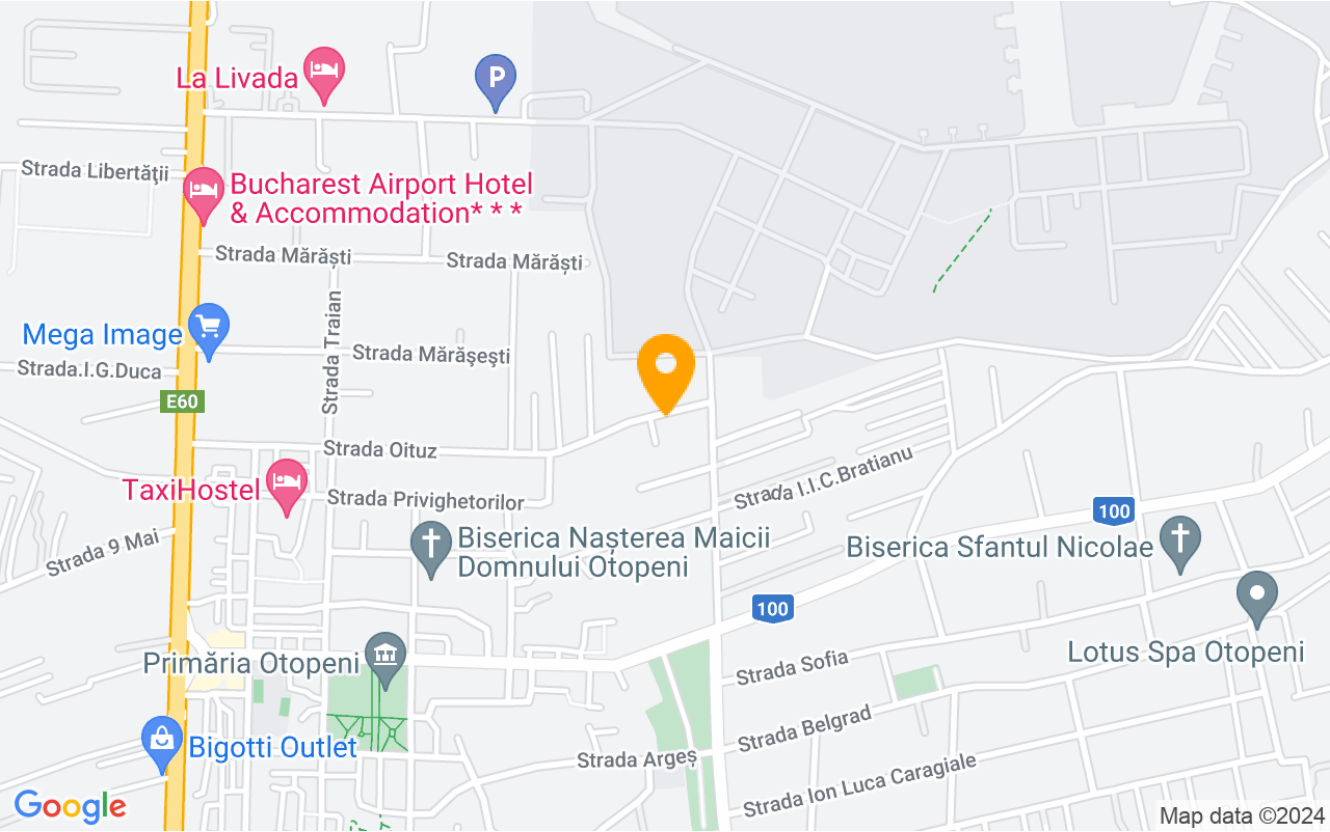 La Livada
P
Strada Libertății
Bucharest Airport Hotel
& Accommodation* * *
Strada Mărăști
Strada Mărăști
Strada Traian
Mega Image
Strada Mărăşeşti
Strada.I.G.Duca
E60
Strada Oituz
Strada I.I.C.Bratianu
TaxiHostel
Strada Privighetorilor
100
Strada 9 Mai
Biserica Nașterea Maicii
Domnului Otopeni
Biserica Sfantul Nicolae
100
Primăria Otopeni
Strada Sofia
Lotus Spa Otopeni
Strada Belgrad
Bigotti Outlet
Strada Argeș
Strada Ion Luca Caragiale
Google
Map data ©2024